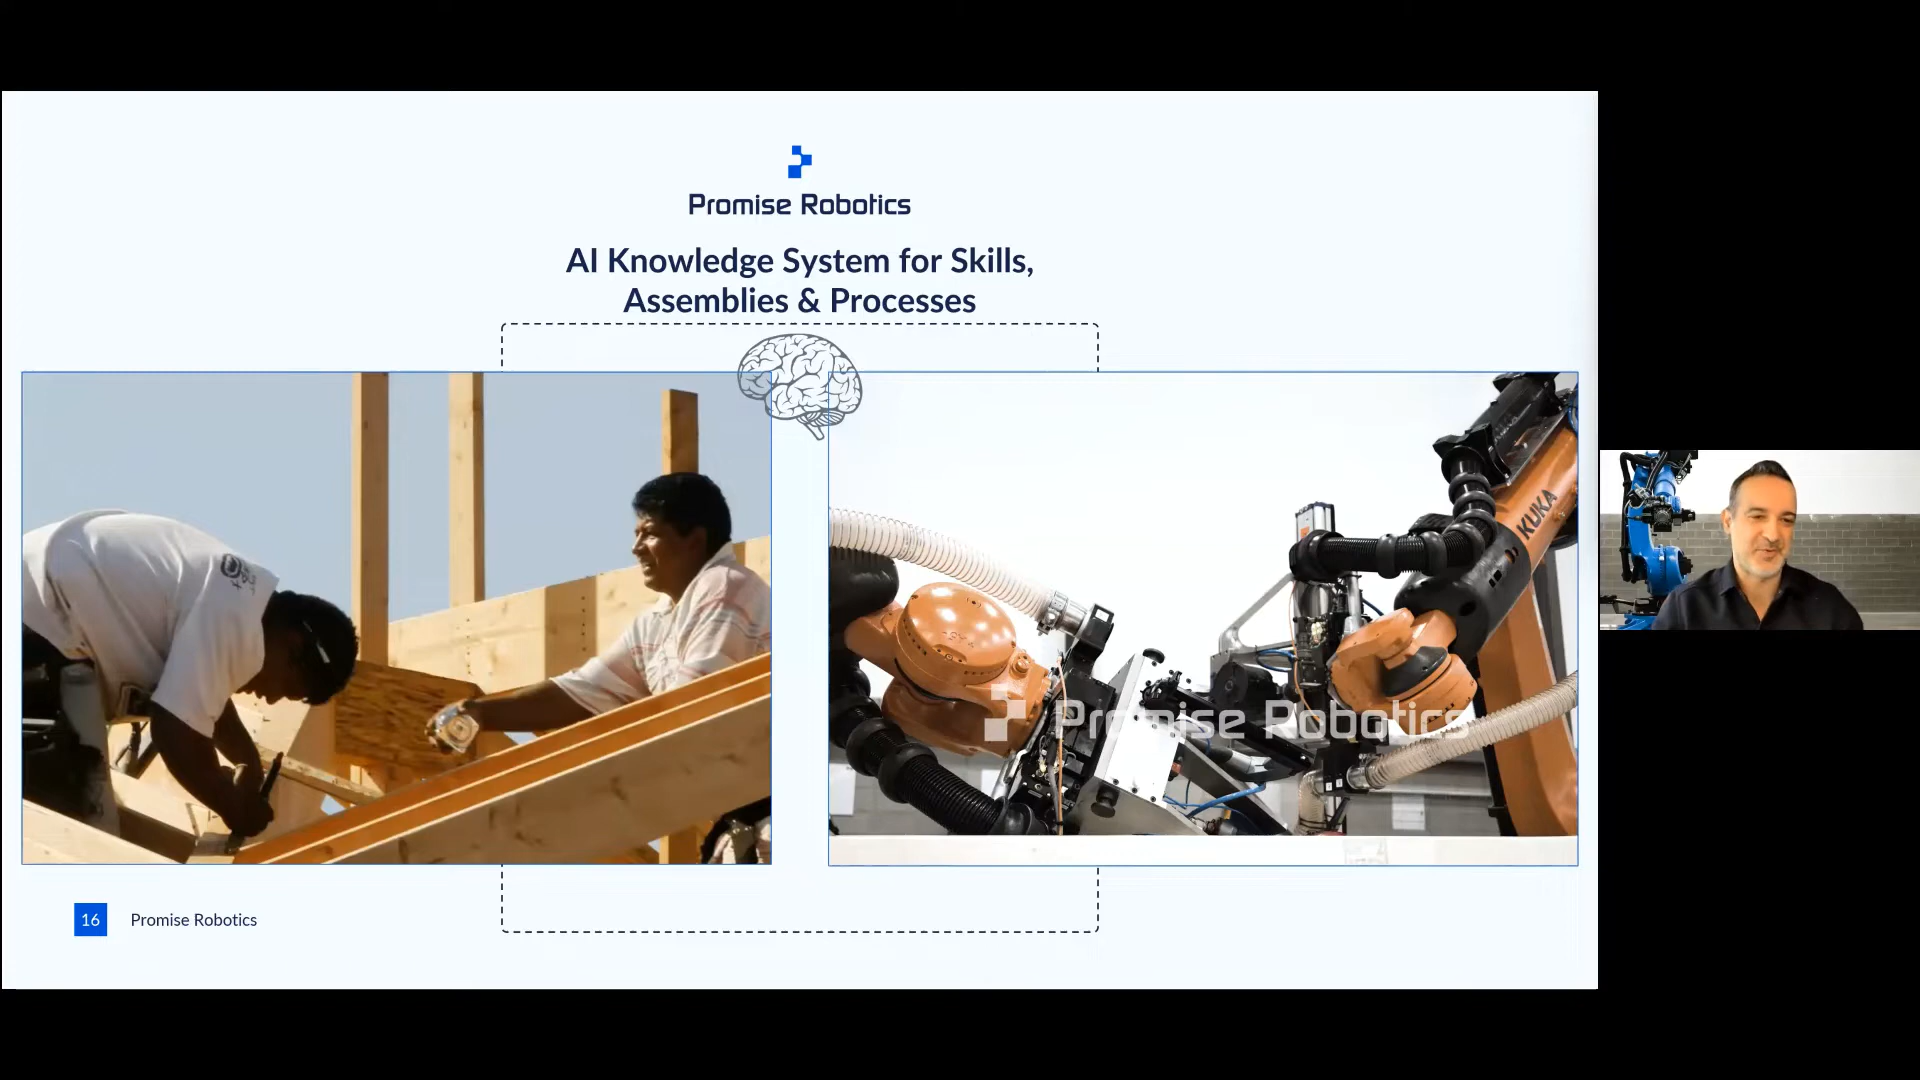 Promise Robotics
AI Knowledge System for Skills,
Assemblies & Processes
KUKA
Promise Robotics
16
Promise Robotics